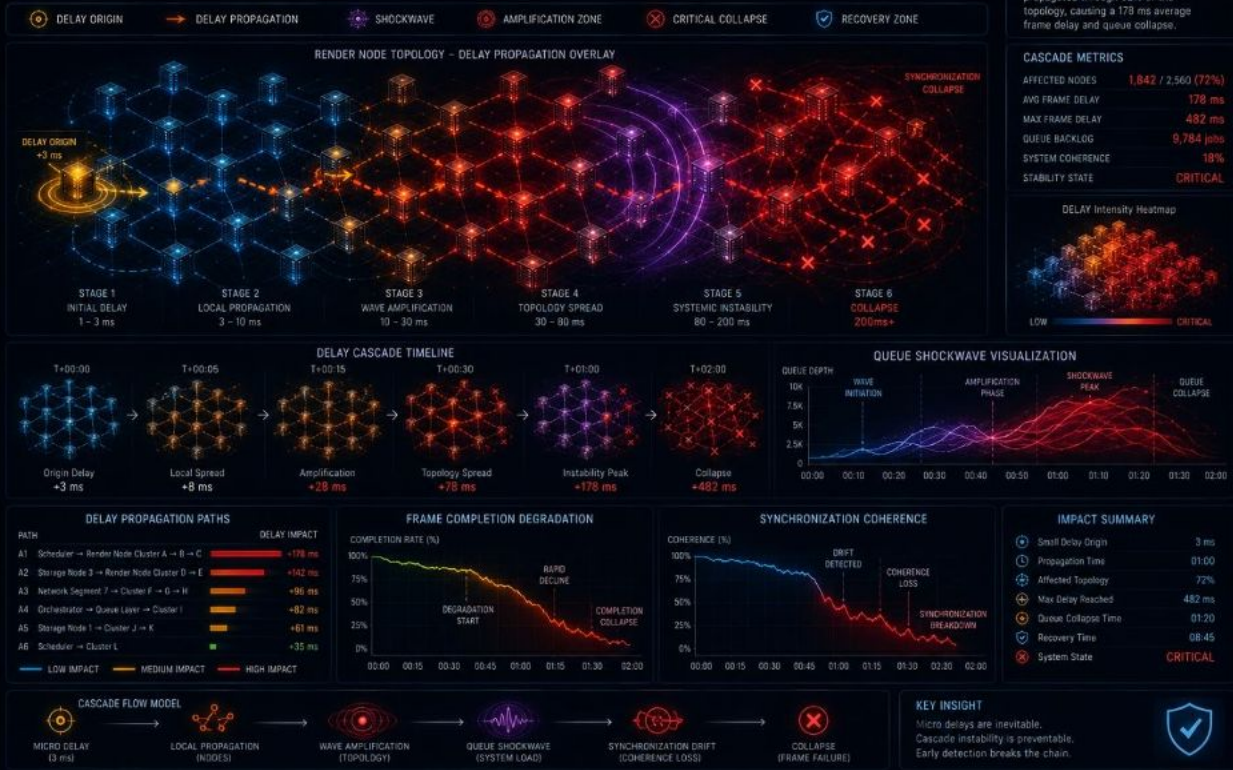 DELAY ORIGIN
DELAY PROPAGATION
SHOCKWAVE
AMPLIFICATION ZONE
CRITICAL COLLAPSE
RECOVERY ZONE
topology, causing a 178 ms average
frame delay and queue collapse.
RENDER NODE TOPOLOGY – DELAY PROPAGATION OVERLAY
SYNCHRONIZATION
COLLAPSE
DELAY ORIGIN
+3 ms
STAGE 1
INITIAL DELAY
1 – 3 ms
STAGE 2
LOCAL PROPAGATION
3 – 10 ms
STAGE 3
WAVE AMPLIFICATION
10 – 30 ms
STAGE 4
TOPOLOGY SPREAD
30 – 80 ms
STAGE 5
SYSTEMIC INSTABILITY
80 – 200 ms
STAGE 6
COLLAPSE
200ms+
CASCADE METRICS
AFFECTED NODES 1,842 / 2,560 (72%)
AVG FRAME DELAY 178 ms
MAX FRAME DELAY 482 ms
QUEUE BACKLOG 9,784 jobs
SYSTEM COHERENCE 18%
STABILITY STATE CRITICAL
DELAY Intensity Heatmap
LOW CRITICAL
DELAY CASCADE TIMELINE
T+00:00
Origin Delay
+3 ms
T+00:05
Local Spread
+8 ms
T+00:15
Amplification
+28 ms
T+00:30
Topology Spread
+78 ms
T+01:00
Instability Peak
+178 ms
T+02:00
Collapse
+482 ms
QUEUE SHOCKWAVE VISUALIZATION
QUEUE DEPTH
10K
7.5K
5K
2.5K
0
WAVE
INITIATION
AMPLIFICATION
PHASE
SHOCKWAVE
PEAK
QUEUE
COLLAPSE
00:00 00:10 00:20 00:30 00:40 00:50 01:00 01:10 01:20 01:30 02:00
DELAY PROPAGATION PATHS
PATH DELAY IMPACT
A1 Scheduler → Render Node Cluster A → B → C +178 ms
A2 Storage Node 3 → Render Node Cluster D → E +142 ms
A3 Network Segment 7 → Cluster F → G → H +96 ms
A4 Orchestrator → Queue Layer → Cluster I +82 ms
A5 Storage Node 1 → Cluster J → K +61 ms
A6 Scheduler → Cluster L +35 ms
LOW IMPACT MEDIUM IMPACT HIGH IMPACT
FRAME COMPLETION DEGRADATION
COMPLETION RATE (%)
100%
75%
50%
25%
0%
DEGRADATION
START
RAPID
DECLINE
COMPLETION
COLLAPSE
00:00 00:15 00:30 00:45 01:00 01:15 01:30 02:00
SYNCHRONIZATION COHERENCE
COHERENCE (%)
100%
75%
50%
25%
0%
DRIFT
DETECTED
COHERENCE
LOSS
SYNCHRONIZATION
BREAKDOWN
00:00 00:15 00:30 00:45 01:00 01:15 01:30 02:30 02:00
IMPACT SUMMARY
Small Delay Origin 3 ms
Propagation Time 01:00
Affected Topology 72%
Max Delay Reached 482 ms
Queue Collapse Time 01:20
Recovery Time 08:45
System State CRITICAL
CASCADE FLOW MODEL
MICRO DELAY
(3 ms)
LOCAL PROPAGATION
(NODES)
WAVE AMPLIFICATION
(TOPOLOGY)
QUEUE SHOCKWAVE
(SYSTEM LOAD)
SYNCHRONIZATION DRIFT
(COHERENCE LOSS)
COLLAPSE
(FRAME FAILURE)
KEY INSIGHT
Micro delays are inevitable.
Cascade instability is preventable.
Early detection breaks the chain.